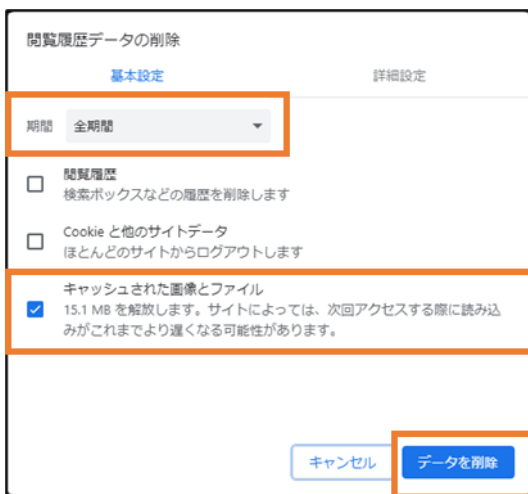 閲覧履歴データの削除
基本設定 詳細設定
期間 全期間
閲覧履歴
検索ボックスなどの履歴を削除します
Cookie と他のサイトデータ
ほとんどのサイトからログアウトします
キャッシュされた画像とファイル
15.1 MB を解放します。サイトによっては、次回アクセスする際に読み込
みがこれまでより遅くなる可能性があります。
キャンセル データを削除